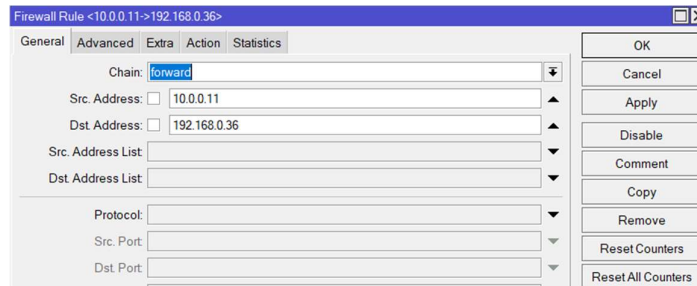 Firewall Rule <10.0.0.11->192.168.0.36>
General Advanced Extra Action Statistics
Chain: forward
Src. Address: 10.0.0.11
Dst. Address: 192.168.0.36
Src. Address List:
Dst. Address List:
Protocol:
Src. Port:
Dst. Port:
OK
Cancel
Apply
Disable
Comment
Copy
Remove
Reset Counters
Reset All Counters